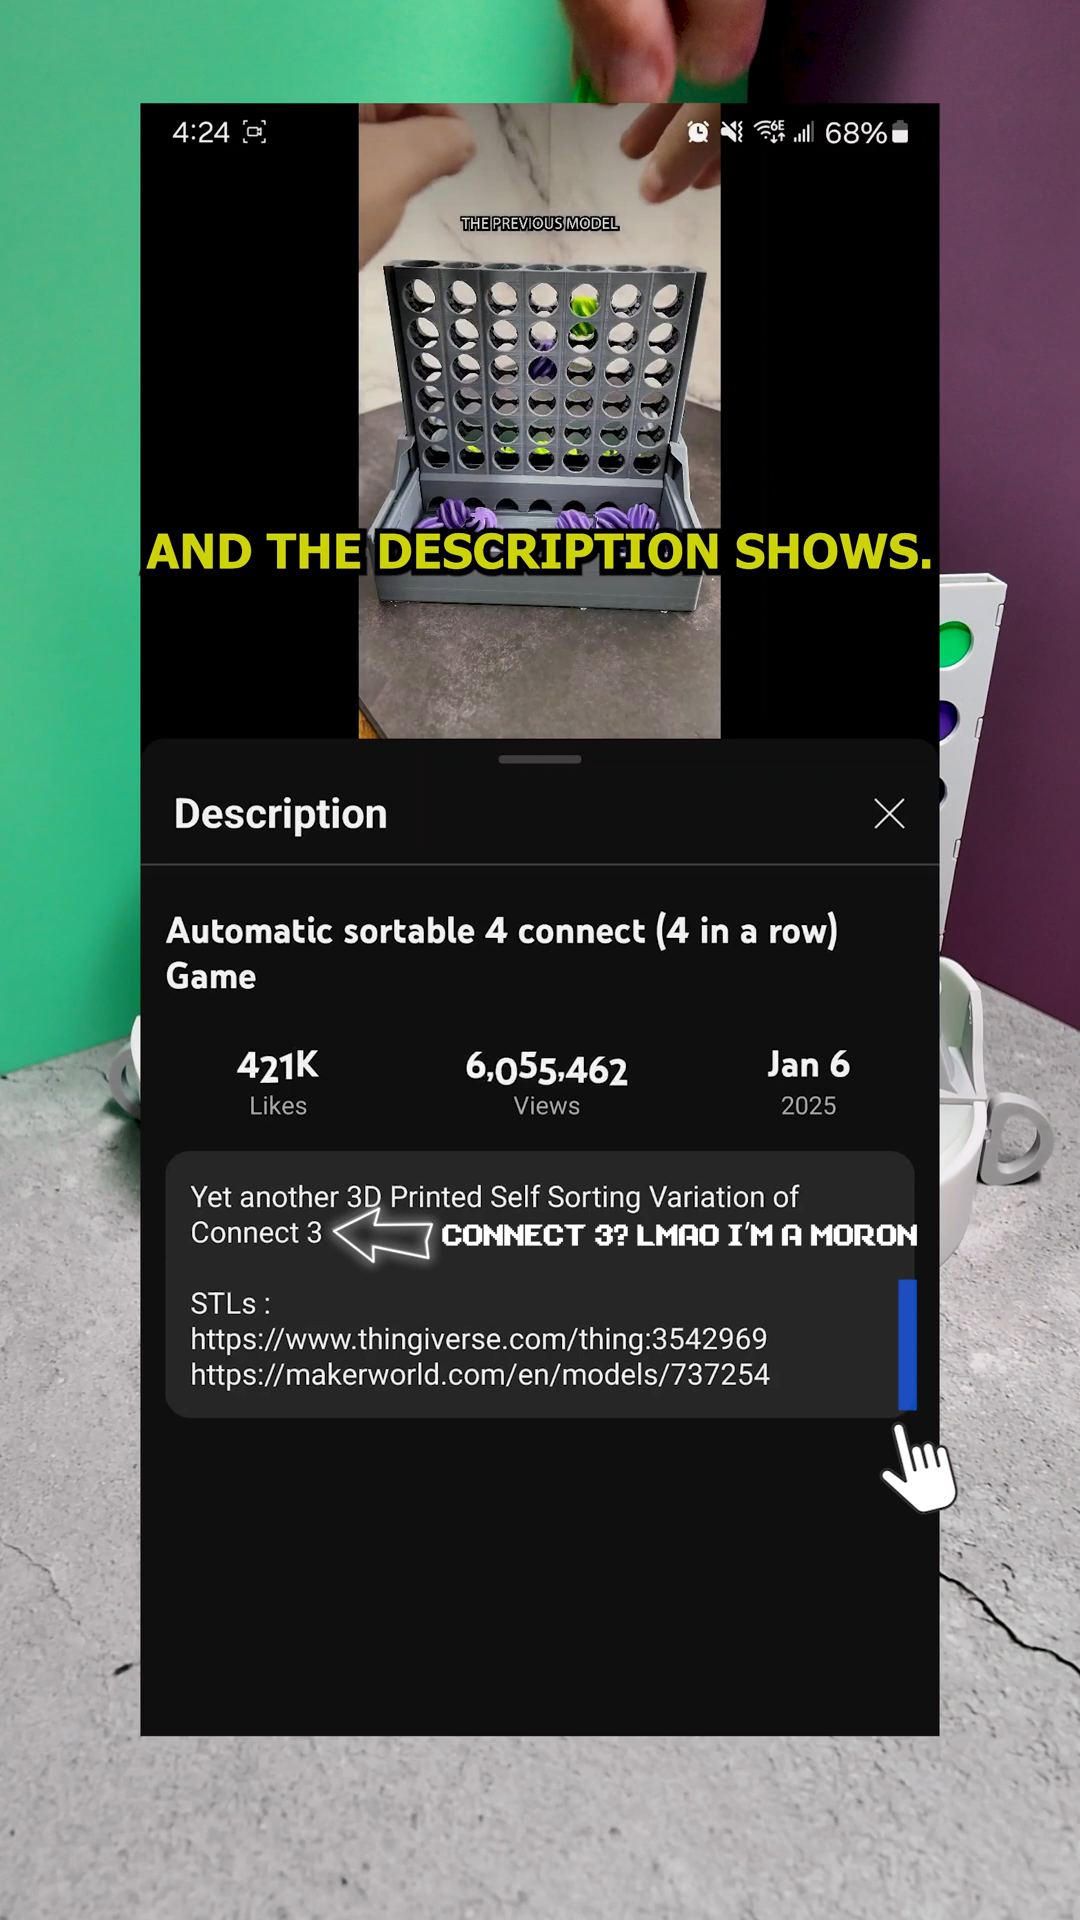 4:24
6E
68%
THE PREVIOUS MODEL
AND THE DESCRIPTION SHOWS.
Description
Automatic sortable 4 connect (4 in a row)
Game
421K
6,055,462
Jan 6
Likes
Views
2025
Yet another 3D Printed Self Sorting Variation of
Connect 3
CONNECT 3? LMAO I'M A MORON
STLs :
https://www.thingiverse.com/thing:3542969
https://makerworld.com/en/models/737254